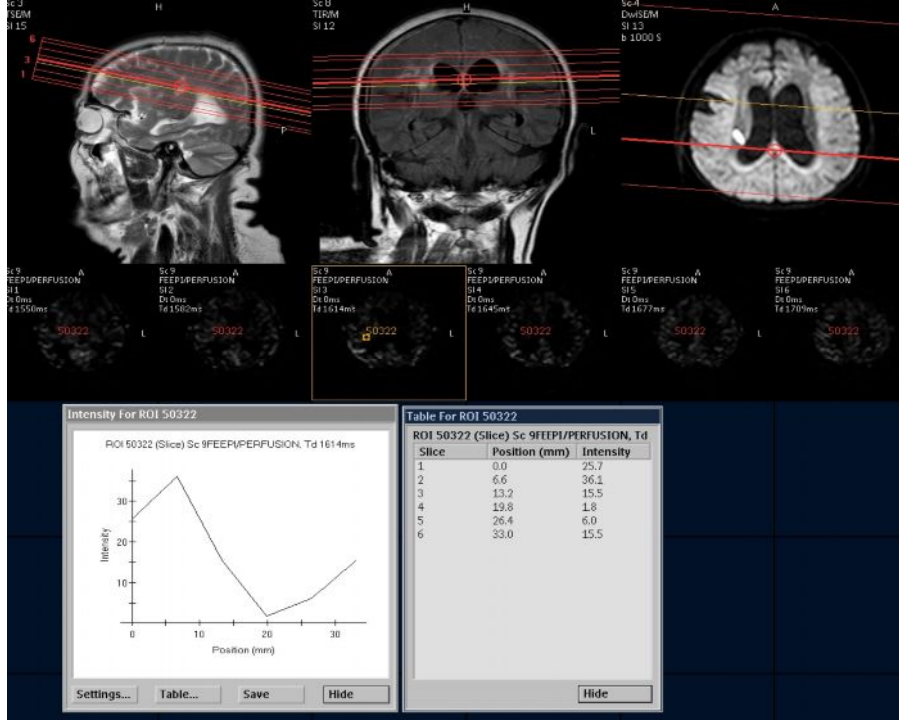 Sc 3
TSE/M
Sl 15
H
6
3
1
P
Sc 8
TIR/M
Sl 12
H
L
Sc 4
DwISE/M
Sl 13
b 1000 S
A
Sc 9
FEEPI/PERFUSION
Sl 1
Dt 0ms
Td 1550ms
A
50322
L
Sc 9
FEEPI/PERFUSION
Sl 2
Dt 0ms
Td 1582ms
A
50322
L
Sc 9
FEEPI/PERFUSION
Sl 3
Dt 0ms
Td 1614ms
A
50322
L
Sc 9
FEEPI/PERFUSION
Sl 4
Dt 0ms
Td 1645ms
A
50322
L
Sc 9
FEEPI/PERFUSION
Sl 5
Dt 0ms
Td 1677ms
A
50322
L
Sc 9
FEEPI/PERFUSION
Sl 6
Dt 0ms
Td 1709ms
A
50322
L
Intensity For ROI 50322
ROI 50322 (Slice) Sc 9FEEPI/PERFUSION, Td 1614ms
30
20
10
Intensity
0 10 20 30
Position (mm)
Settings... Table... Save Hide
Table For ROI 50322
ROI 50322 (Slice) Sc 9FEEPI/PERFUSION, Td
Slice Position (mm) Intensity
1 0.0 25.7
2 6.6 36.1
3 13.2 15.5
4 19.8 1.8
5 26.4 6.0
6 33.0 15.5
Hide